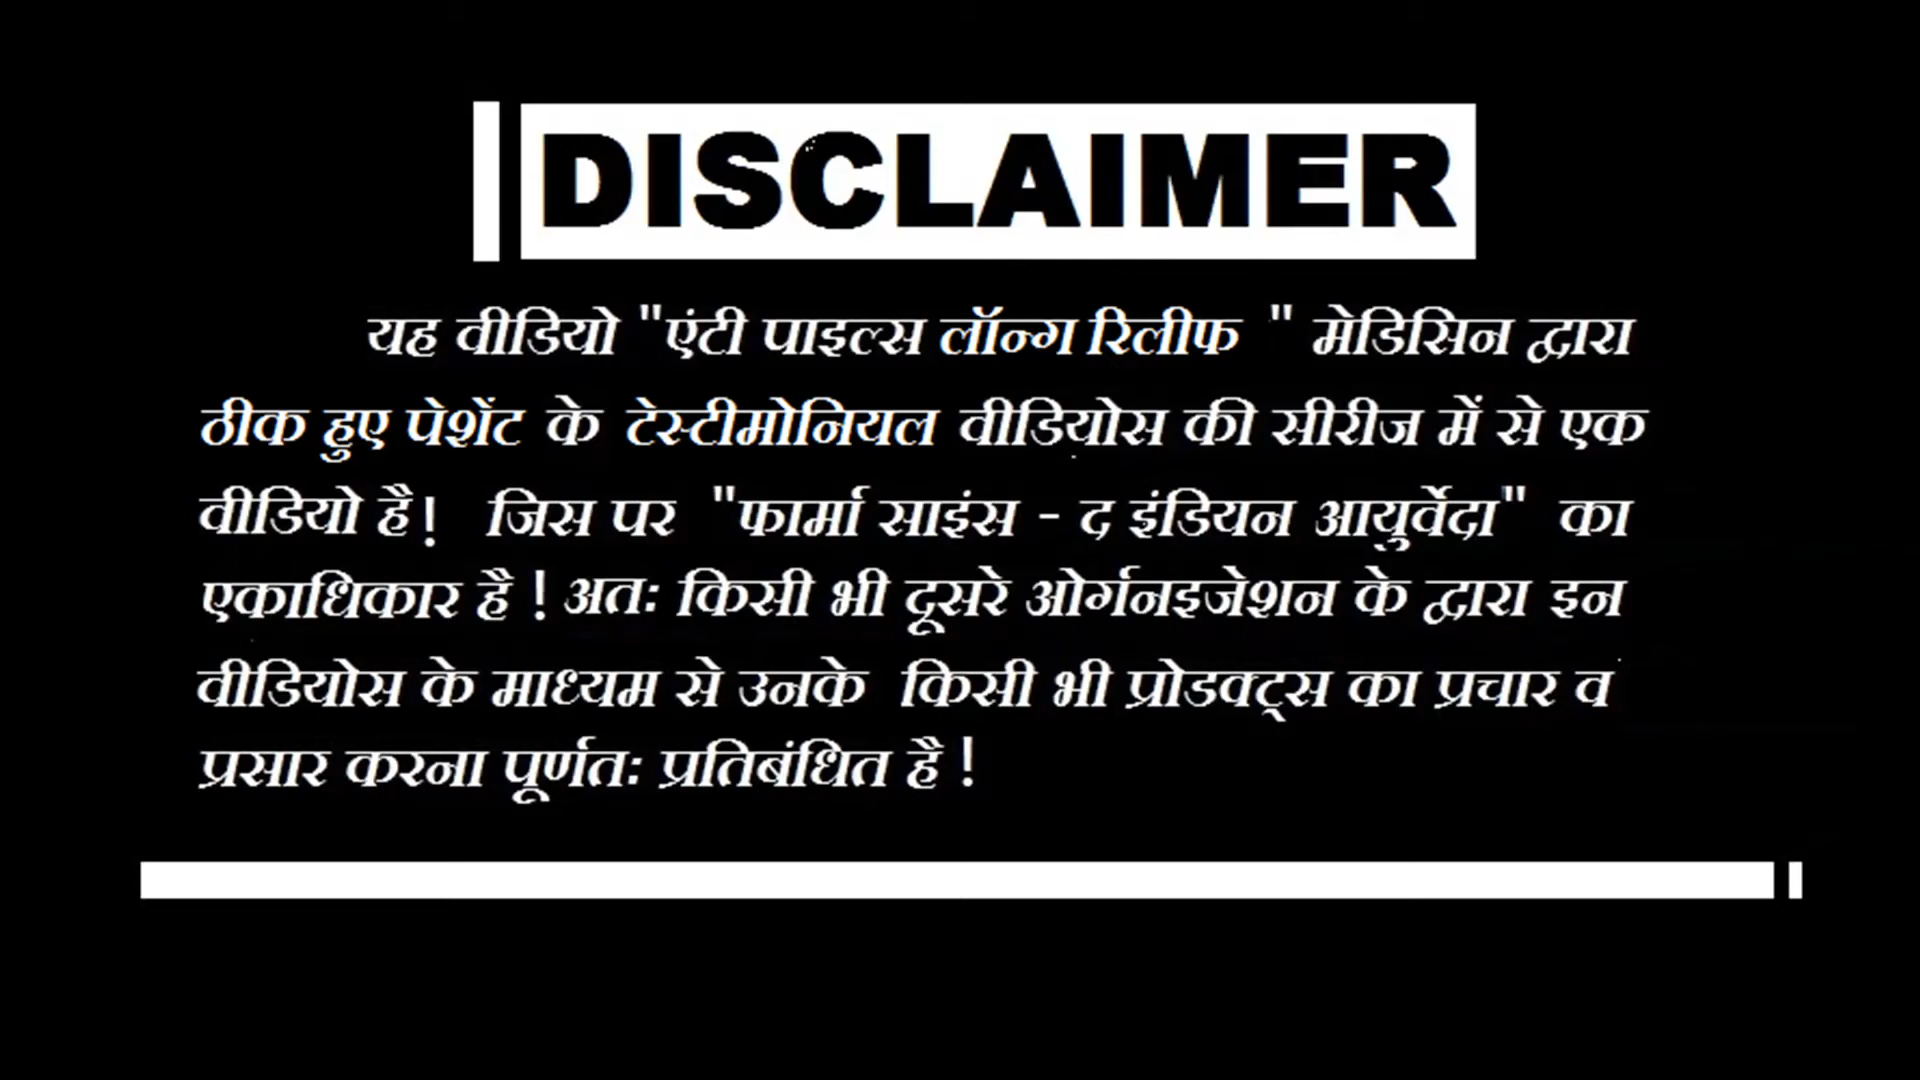 DISCLAIMER
यह वीडियो "एंटी पाइल्स लॉन्ग रिलीफ " मेडिसिन द्वारा
ठीक हुए पेशेंट के टेस्टीमोनियल वीडियोस की सीरीज में से एक
वीडियो है! जिस पर "फार्मा साइंस - द इंडियन आयुर्वेदा" का
एकाधिकार है ! अतः किसी भी दूसरे ओर्गनइजेशन के द्वारा इन
वीडियोस के माध्यम से उनके किसी भी प्रोडक्ट्स का प्रचार व
प्रसार करना पूर्णतः प्रतिबंधित है !